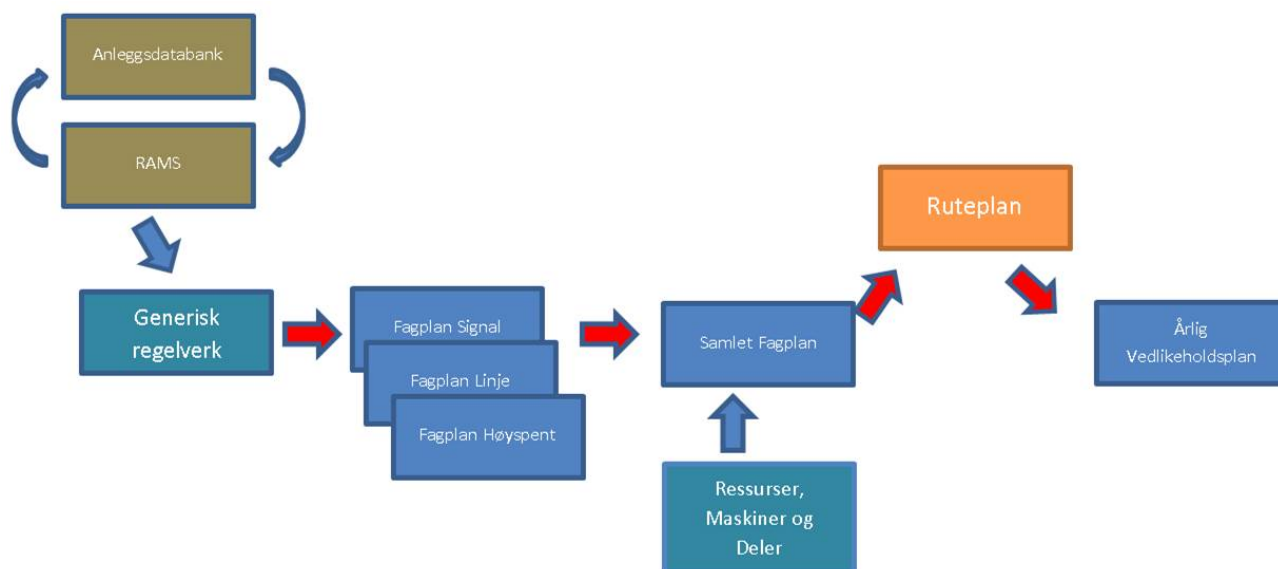 Anleggsdatabank
RAMS
Generisk
regelverk
Fagplan Signal
Fagplan Linje
Fagplan Høyspent
Samlet Fagplan
Ressurser,
Maskiner og
Deler
Ruteplan
Årlig
Vedlikeholdsplan